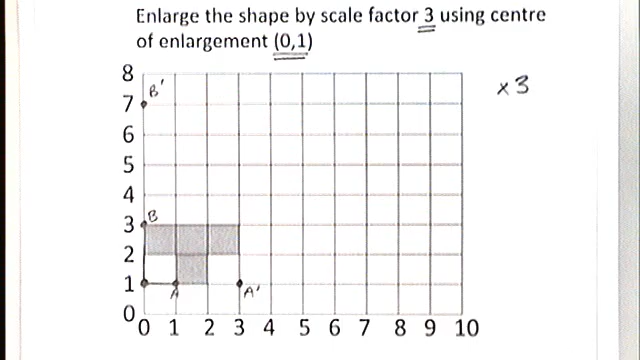 Enlarge the shape by scale factor 3 using centre
of enlargement (0,1)
×3
8
B'
7
6
5
4
3 B
2
1 A A'
0
0 1 2 3 4 5 6 7 8 9 10